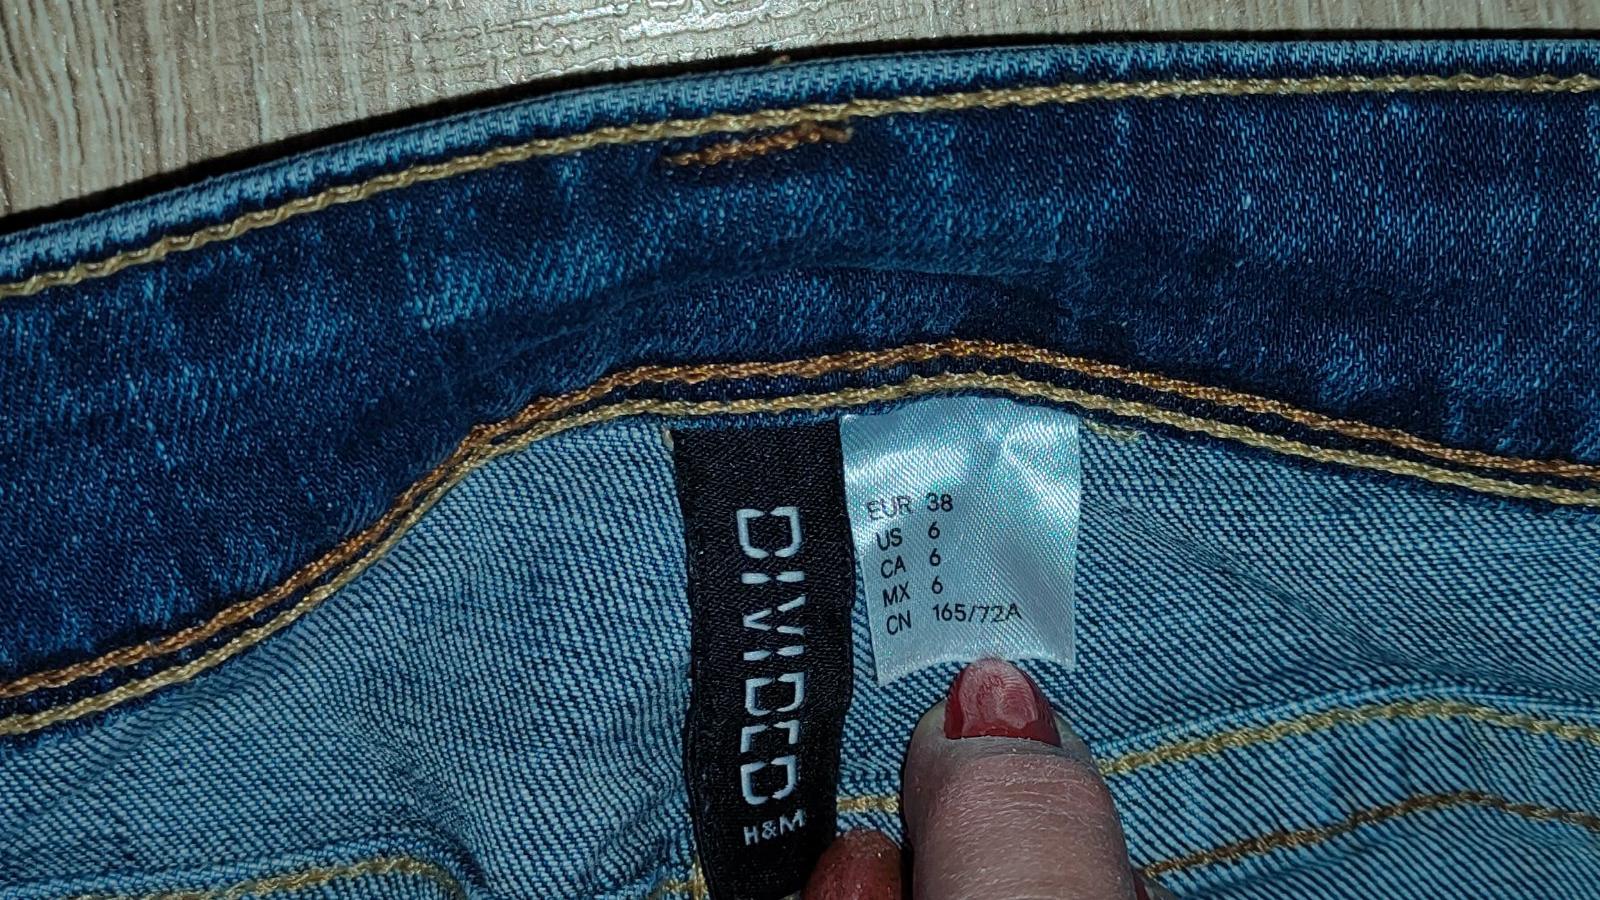 DIVIDED
H&M
EUR 38
US 6
CA 6
MX 6
CN 165/72A